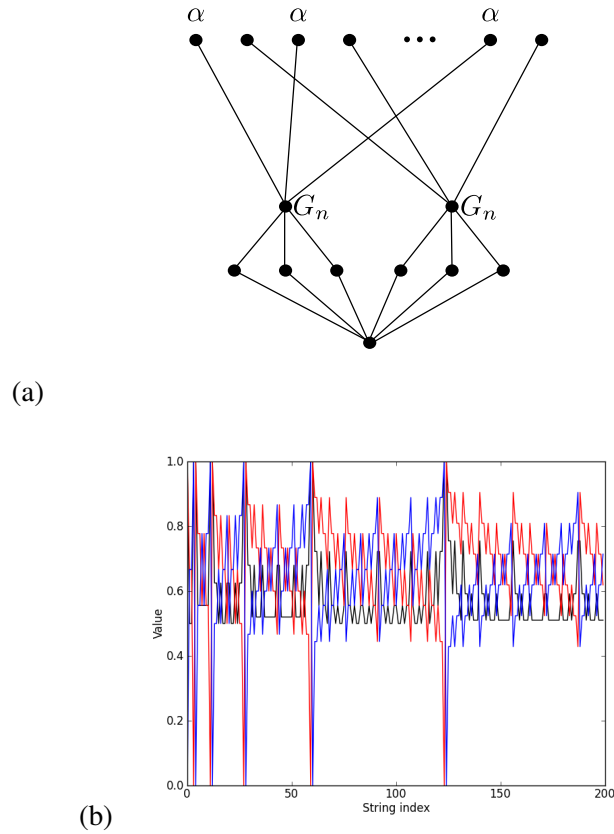 α α α
G_n G_n
(a)
1.0
0.8
0.6
0.4
0.2
0.0
0 50 100 150 200
Value
String index
(b)